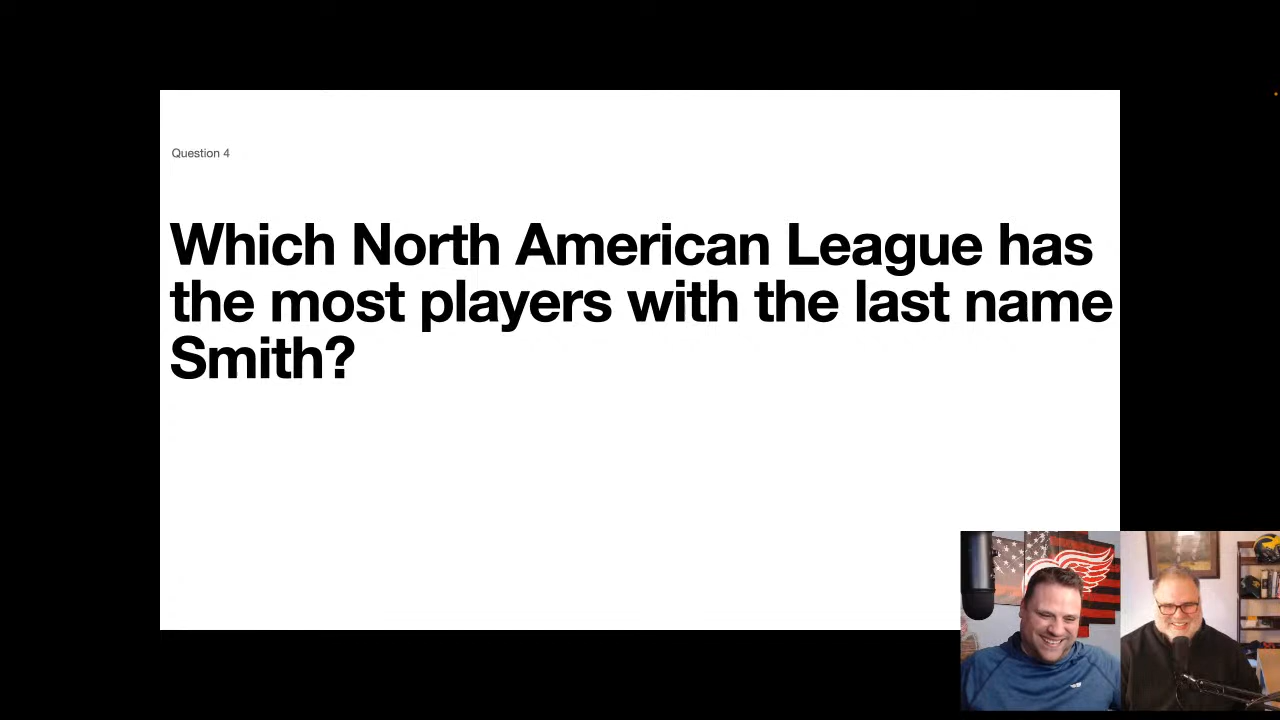 Question 4
Which North American League has
the most players with the last name
Smith?